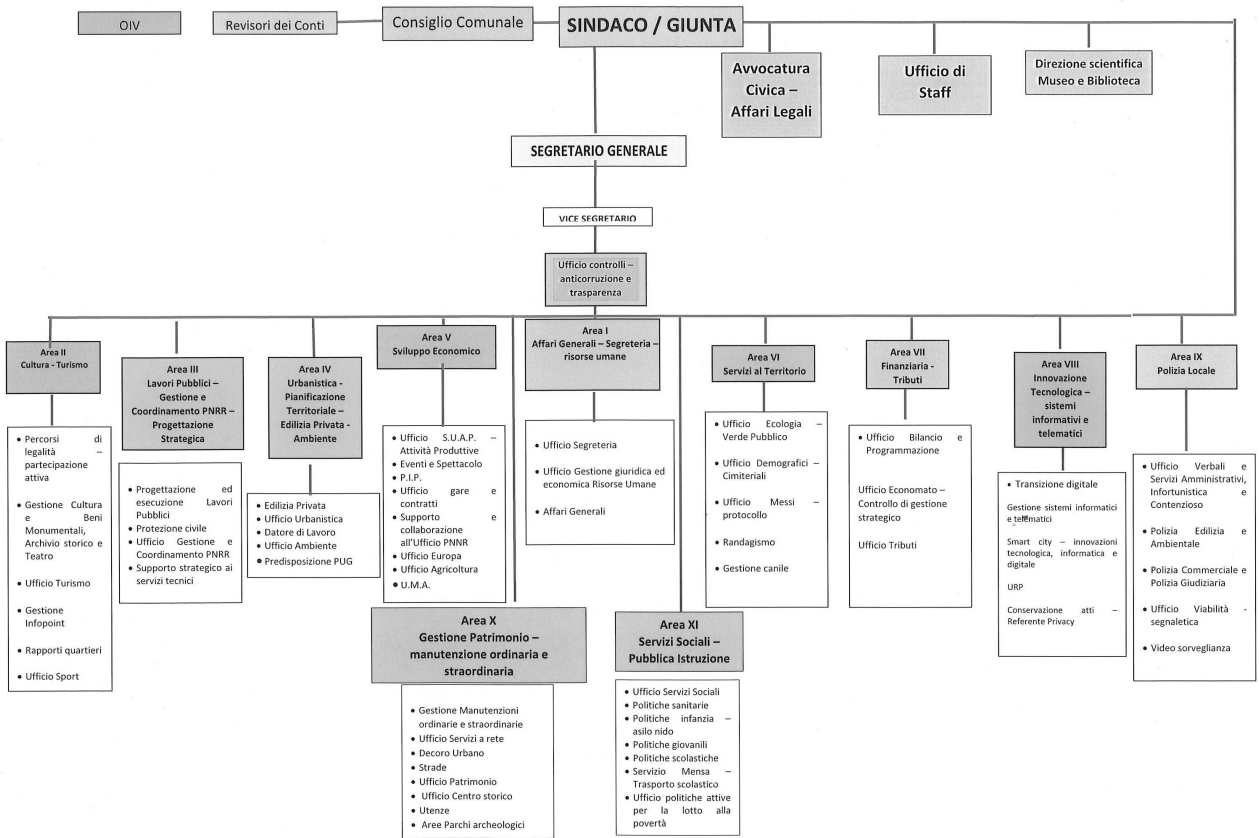 OIV
Revisori dei Conti
Consiglio Comunale
SINDACO / GIUNTA
Avvocatura
Civica –
Affari Legali
Ufficio di
Staff
Direzione scientifica
Museo e Biblioteca
SEGRETARIO GENERALE
VICE SEGRETARIO
Ufficio controlli –
anticorruzione e
trasparenza
Area II
Cultura - Turismo
• Percorsi di
legalità –
partecipazione
attiva
• Gestione Cultura
e Beni
Monumentali,
Archivio storico e
Teatro
• Ufficio Turismo
• Gestione
Infopoint
• Rapporti quartieri
• Ufficio Sport
Area III
Lavori Pubblici –
Gestione e
Coordinamento PNRR –
Progettazione
Strategica
• Progettazione ed
esecuzione Lavori
Pubblici
• Protezione civile
• Ufficio Gestione e
Coordinamento PNRR
• Supporto strategico ai
servizi tecnici
Area IV
Urbanistica -
Pianificazione
Territoriale –
Edilizia Privata -
Ambiente
• Edilizia Privata
• Ufficio Urbanistica
• Datore di Lavoro
• Ufficio Ambiente
• Predisposizione PUG
Area V
Sviluppo Economico
• Ufficio S.U.A.P. –
Attività Produttive
• Eventi e Spettacolo
• P.I.P.
• Ufficio gare e
contratti
• Supporto e
collaborazione
all'Ufficio PNNR
• Ufficio Europa
• Ufficio Agricoltura
• U.M.A.
Area I
Affari Generali – Segreteria –
risorse umane
• Ufficio Segreteria
• Ufficio Gestione giuridica ed
economica Risorse Umane
• Affari Generali
Area VI
Servizi al Territorio
• Ufficio Ecologia –
Verde Pubblico
• Ufficio Demografici –
Cimiteriali
• Ufficio Messi –
protocollo
• Randagismo
• Gestione canile
Area VII
Finanziaria -
Tributi
• Ufficio Bilancio e
Programmazione
Ufficio Economato –
Controllo di gestione
strategico
Ufficio Tributi
Area VIII
Innovazione
Tecnologica –
sistemi
informativi e
telematici
• Transizione digitale
Gestione sistemi informatici
e telematici
Smart city – innovazioni
tecnologica, informatica e
digitale
URP
Conservazione atti –
Referente Privacy
Area IX
Polizia Locale
• Ufficio Verbali e
Servizi Amministrativi,
Infortunistica e
Contenzioso
• Polizia Edilizia e
Ambientale
• Polizia Commerciale e
Polizia Giudiziaria
• Ufficio Viabilità -
segnaletica
• Video sorveglianza
Area X
Gestione Patrimonio –
manutenzione ordinaria e
straordinaria
• Gestione Manutenzioni
ordinarie e straordinarie
• Ufficio Servizi a rete
• Decoro Urbano
• Strade
• Ufficio Patrimonio
• Ufficio Centro storico
• Utenze
• Aree Parchi archeologici
Area XI
Servizi Sociali –
Pubblica Istruzione
• Ufficio Servizi Sociali
• Politiche sanitarie
• Politiche infanzia –
asilo nido
• Politiche giovanili
• Politiche scolastiche
• Servizio Mensa –
Trasporto scolastico
• Ufficio politiche attive
per la lotto alla
povertà